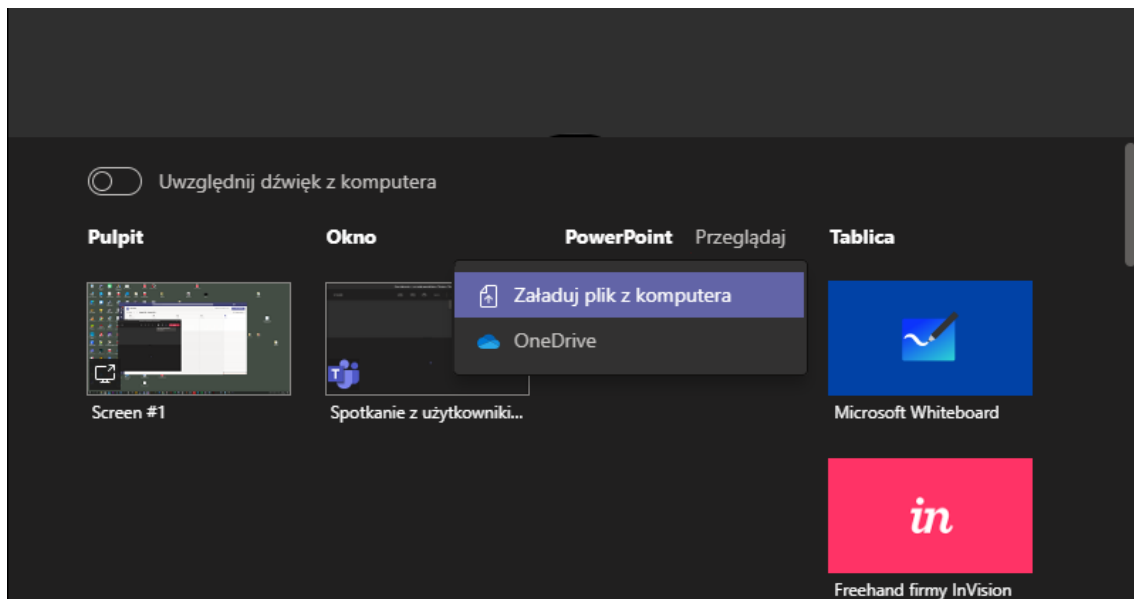 Uwzględnij dźwięk z komputera
Pulpit
Okno
PowerPoint Przeglądaj
Tablica
Załaduj plik z komputera
OneDrive
Screen #1
Spotkanie z użytkowniki...
Microsoft Whiteboard
in
Freehand firmy InVision